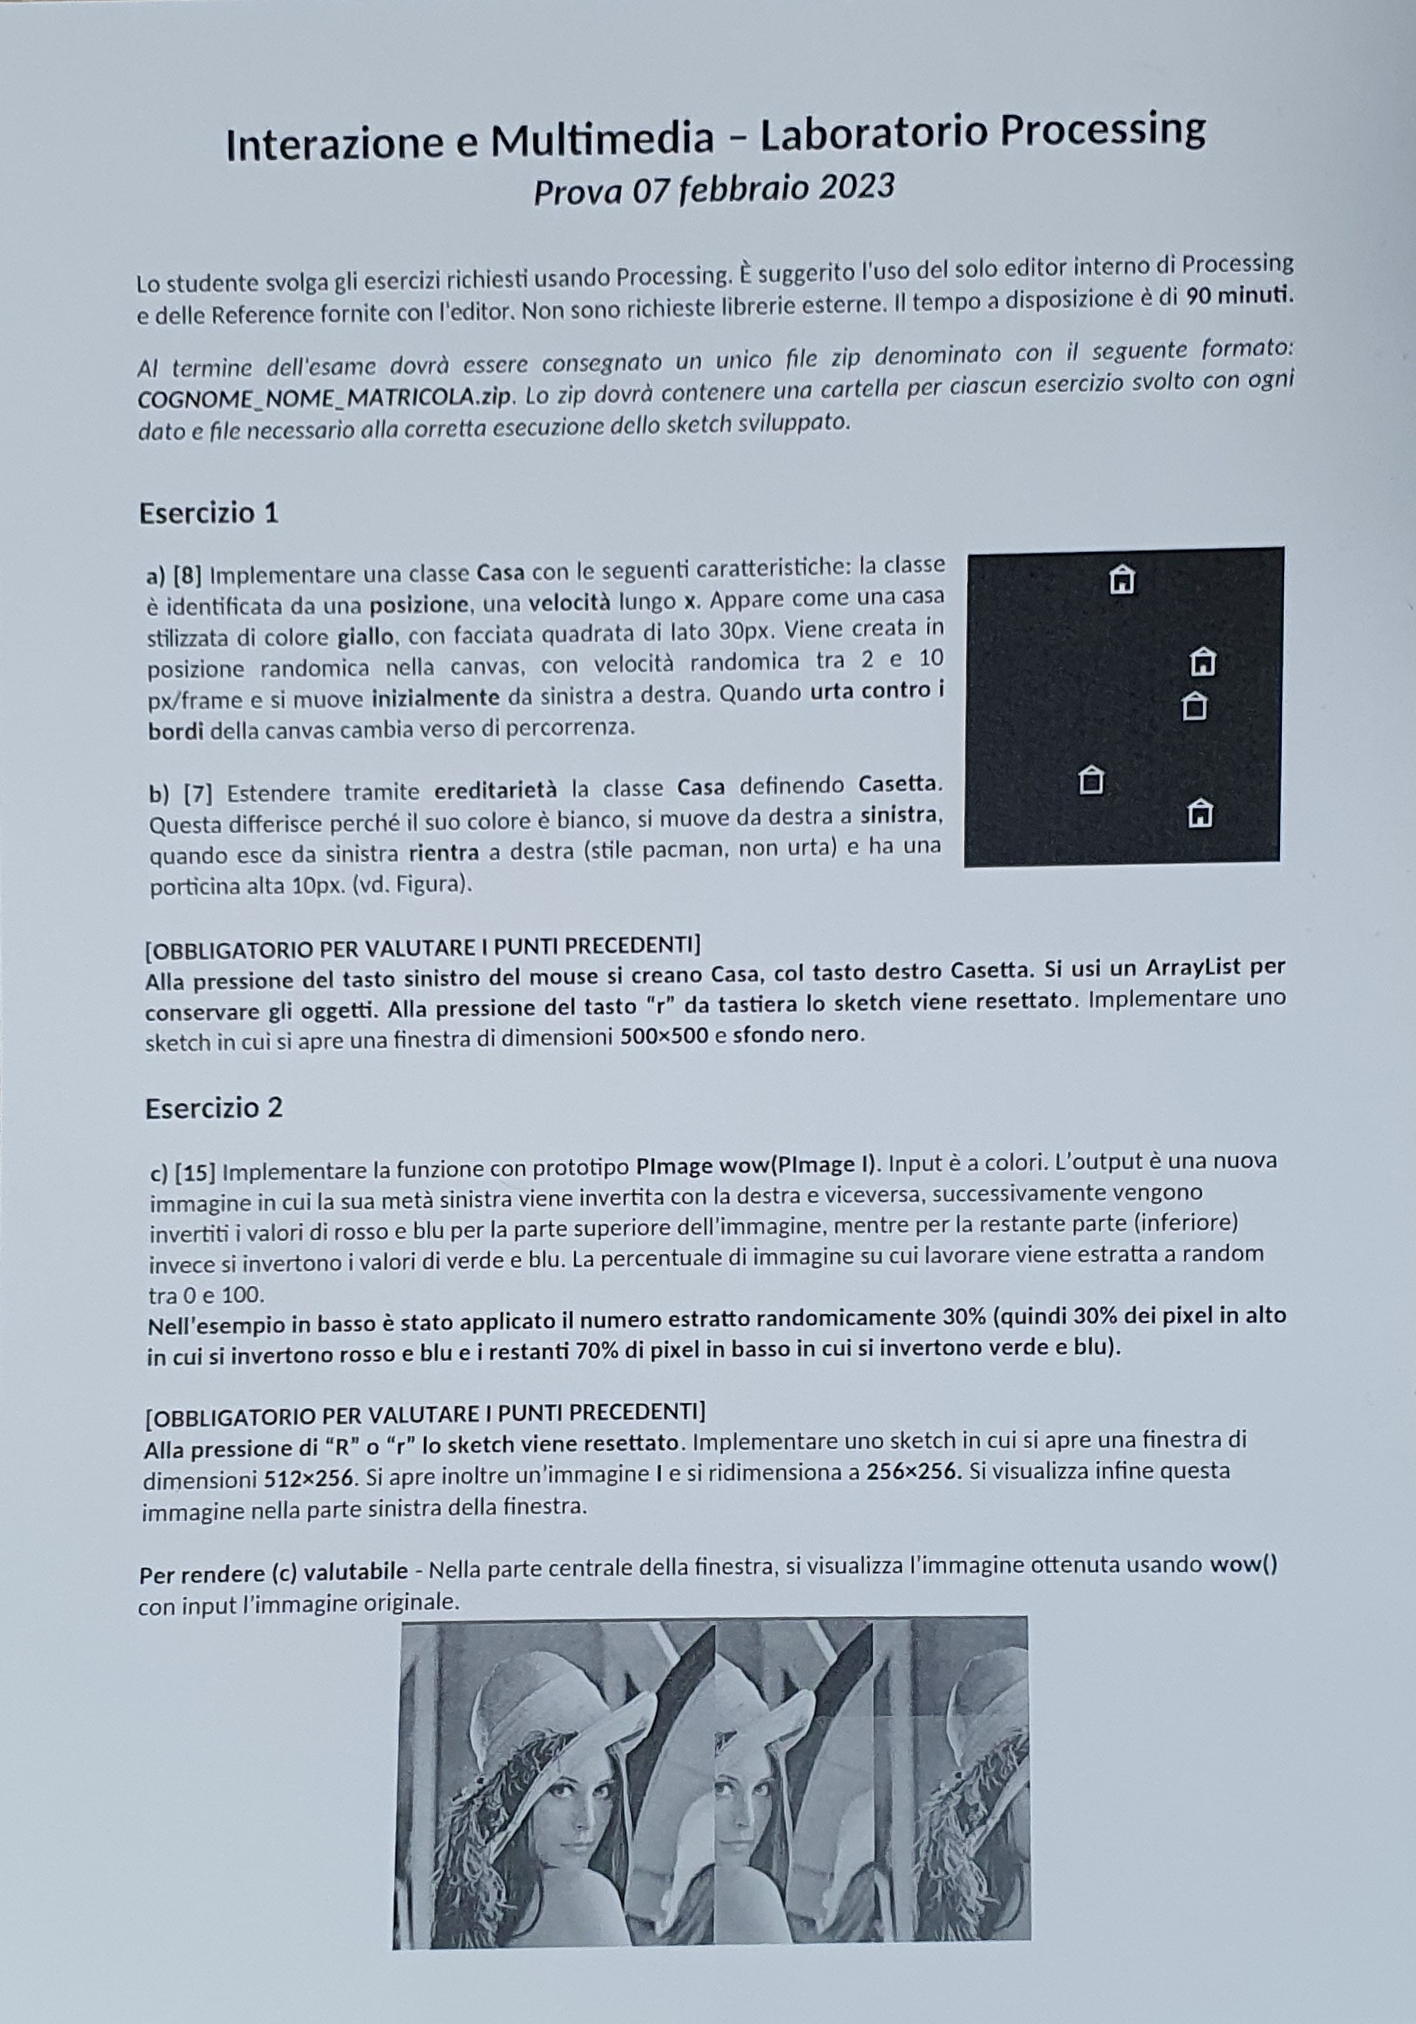 Interazione e Multimedia – Laboratorio Processing
Prova 07 febbraio 2023
Lo studente svolga gli esercizi richiesti usando Processing. È suggerito l'uso del solo editor interno di Processing
e delle Reference fornite con l'editor. Non sono richieste librerie esterne. Il tempo a disposizione è di 90 minuti.
Al termine dell'esame dovrà essere consegnato un unico file zip denominato con il seguente formato:
COGNOME_NOME_MATRICOLA.zip. Lo zip dovrà contenere una cartella per ciascun esercizio svolto con ogni
dato e file necessario alla corretta esecuzione dello sketch sviluppato.
Esercizio 1
a) [8] Implementare una classe Casa con le seguenti caratteristiche: la classe
è identificata da una posizione, una velocità lungo x. Appare come una casa
stilizzata di colore giallo, con facciata quadrata di lato 30px. Viene creata in
posizione randomica nella canvas, con velocità randomica tra 2 e 10
px/frame e si muove inizialmente da sinistra a destra. Quando urta contro i
bordi della canvas cambia verso di percorrenza.
b) [7] Estendere tramite ereditarietà la classe Casa definendo Casetta.
Questa differisce perché il suo colore è bianco, si muove da destra a sinistra,
quando esce da sinistra rientra a destra (stile pacman, non urta) e ha una
porticina alta 10px. (vd. Figura).
[OBBLIGATORIO PER VALUTARE I PUNTI PRECEDENTI]
Alla pressione del tasto sinistro del mouse si creano Casa, col tasto destro Casetta. Si usi un ArrayList per
conservare gli oggetti. Alla pressione del tasto “r” da tastiera lo sketch viene resettato. Implementare uno
sketch in cui si apre una finestra di dimensioni 500×500 e sfondo nero.
Esercizio 2
c) [15] Implementare la funzione con prototipo PImage wow(PImage I). Input è a colori. L'output è una nuova
immagine in cui la sua metà sinistra viene invertita con la destra e viceversa, successivamente vengono
invertiti i valori di rosso e blu per la parte superiore dell'immagine, mentre per la restante parte (inferiore)
invece si invertono i valori di verde e blu. La percentuale di immagine su cui lavorare viene estratta a random
tra 0 e 100.
Nell'esempio in basso è stato applicato il numero estratto randomicamente 30% (quindi 30% dei pixel in alto
in cui si invertono rosso e blu e i restanti 70% di pixel in basso in cui si invertono verde e blu).
[OBBLIGATORIO PER VALUTARE I PUNTI PRECEDENTI]
Alla pressione di “R” o “r” lo sketch viene resettato. Implementare uno sketch in cui si apre una finestra di
dimensioni 512×256. Si apre inoltre un'immagine I e si ridimensiona a 256×256. Si visualizza infine questa
immagine nella parte sinistra della finestra.
Per rendere (c) valutabile - Nella parte centrale della finestra, si visualizza l'immagine ottenuta usando wow()
con input l'immagine originale.